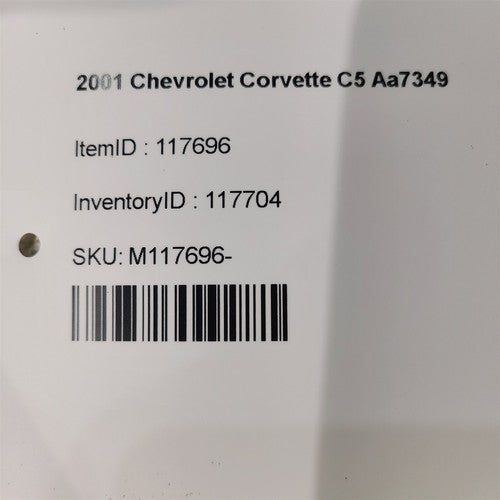 2001 Chevrolet Corvette C5 Aa7349
ItemID : 117696
InventoryID : 117704
SKU: M117696-